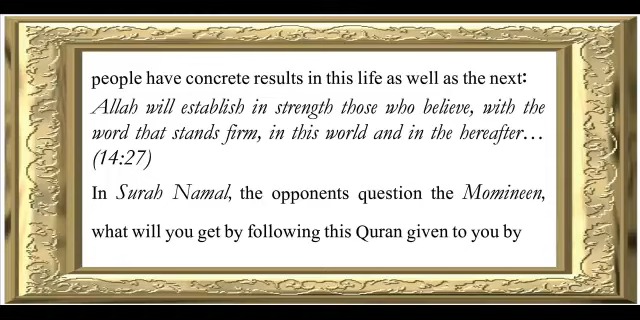 people have concrete results in this life as well as the next:
Allah will establish in strength those who believe, with the
word that stands firm, in this world and in the hereafter…
(14:27)
In Surah Namal, the opponents question the Momineen,
what will you get by following this Quran given to you by